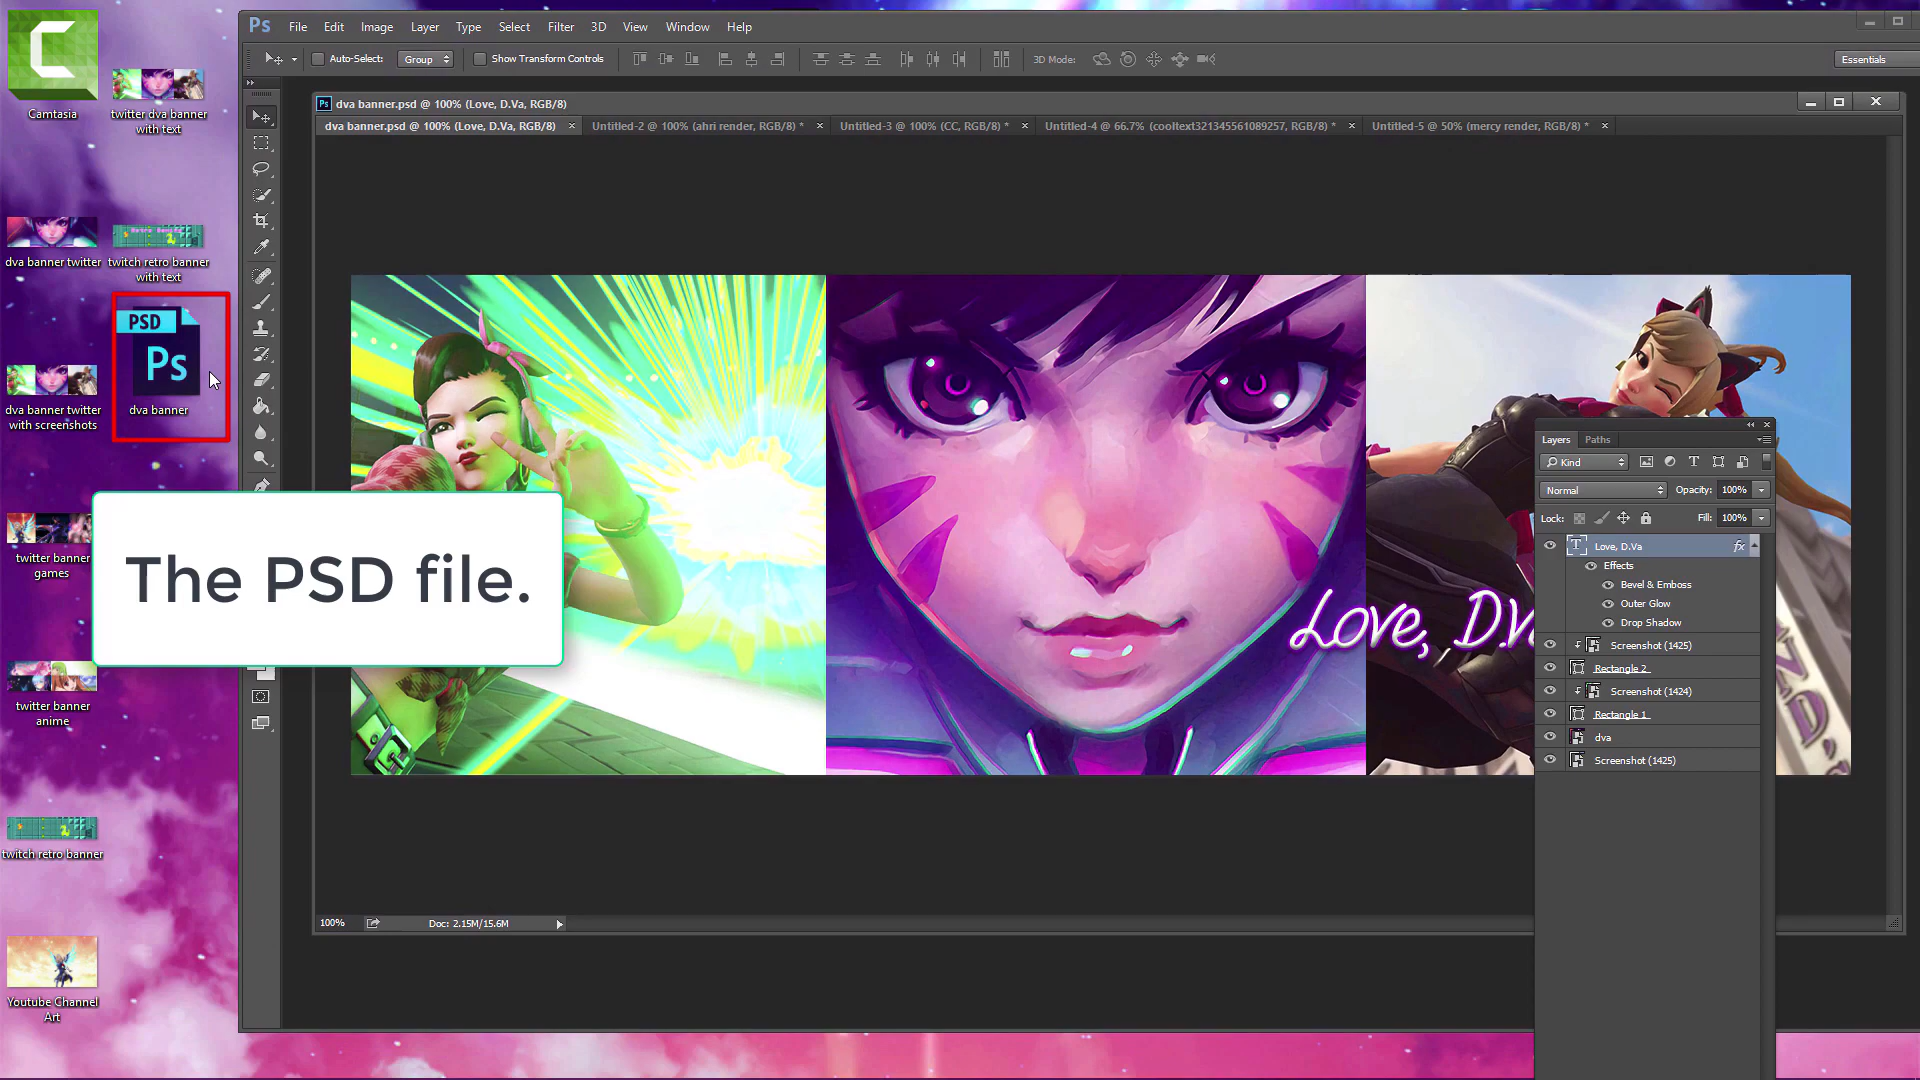 Ps File Edit Image Layer Type Select Filter 3D View Window Help
Auto-Select: Group Show Transform Controls 3D Mode: Essentials
Ps dva banner.psd @ 100% (Love, D.Va, RGB/8)
dva banner.psd @ 100% (Love, D.Va, RGB/8) × Untitled-2 @ 100% (ahri render, RGB/8) * × Untitled-3 @ 100% (CC, RGB/8) * × Untitled-4 @ 66.7% (cooltext321345561089257, RGB/8) * × Untitled-5 @ 50% (mercy render, RGB/8) * ×
Camtasia
twitter dva banner
with text
dva banner twitter
twitch retro banner
with text
PSD
Ps
dva banner twitter
with screenshots
dva banner
twitter banner
games
twitter banner
anime
twitch retro banner
Youtube Channel
Art
The PSD file.
Love, D.Va
Layers Paths
Kind
Normal Opacity: 100%
Lock: Fill: 100%
T Love, D.Va fx
Effects
Bevel & Emboss
Outer Glow
Drop Shadow
Screenshot (1425)
Rectangle 2
Screenshot (1424)
Rectangle 1
dva
Screenshot (1425)
100% Doc: 2.15M/15.6M